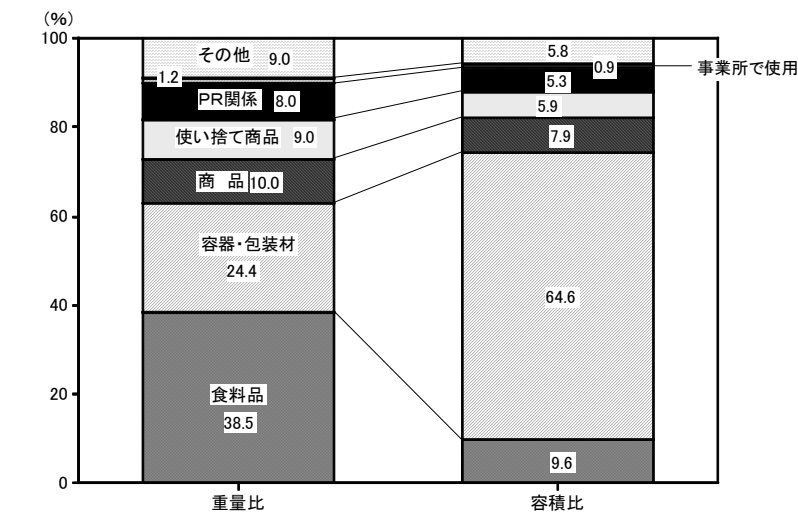 (%)
100
80
60
40
20
0
その他 9.0
1.2
PR関係 8.0
使い捨て商品 9.0
商 品 10.0
容器・包装材
24.4
食料品
38.5
5.8
0.9
事業所で使用
5.3
5.9
7.9
64.6
9.6
重量比
容積比